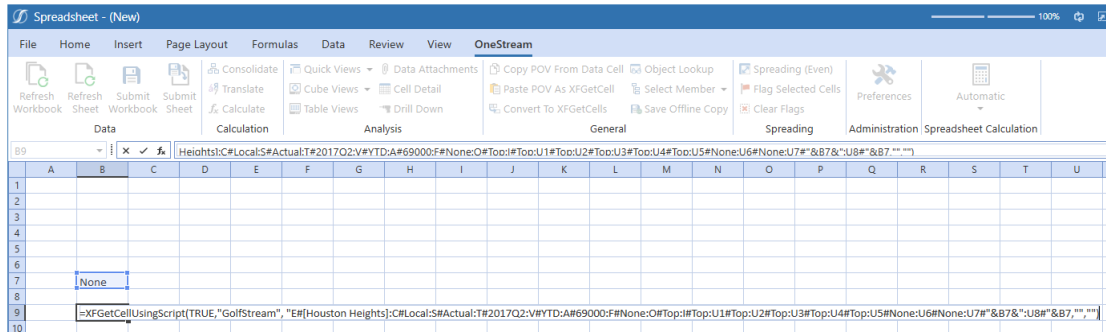 Spreadsheet - (New) 100%
File Home Insert Page Layout Formulas Data Review View OneStream
Consolidate Quick Views Data Attachments Copy POV From Data Cell Object Lookup Spreading (Even)
Translate Cube Views Cell Detail Paste POV As XFGetCell Select Member Flag Selected Cells
Refresh Refresh Submit Submit Preferences Automatic
Workbook Sheet Workbook Sheet Calculate Table Views Drill Down Convert To XFGetCells Save Offline Copy Clear Flags
Data Calculation Analysis General Spreading Administration Spreadsheet Calculation
B9 fx Heights]:C#Local:S#Actual:T#2017Q2:V#YTD:A#69000:F#None:O#Top:I#Top:U1#Top:U2#Top:U3#Top:U4#Top:U5#None:U6#None:U7#"&B7&":U8#"&B7,"","")
A B C D E F G H I J K L M N O P Q R S T U
1
2
3
4
5
6
7 None
8
9 =XFGetCellUsingScript(TRUE,"GolfStream", "E#[Houston Heights]:C#Local:S#Actual:T#2017Q2:V#YTD:A#69000:F#None:O#Top:I#Top:U1#Top:U2#Top:U3#Top:U4#Top:U5#None:U6#None:U7#"&B7&":U8#"&B7,"","")
10